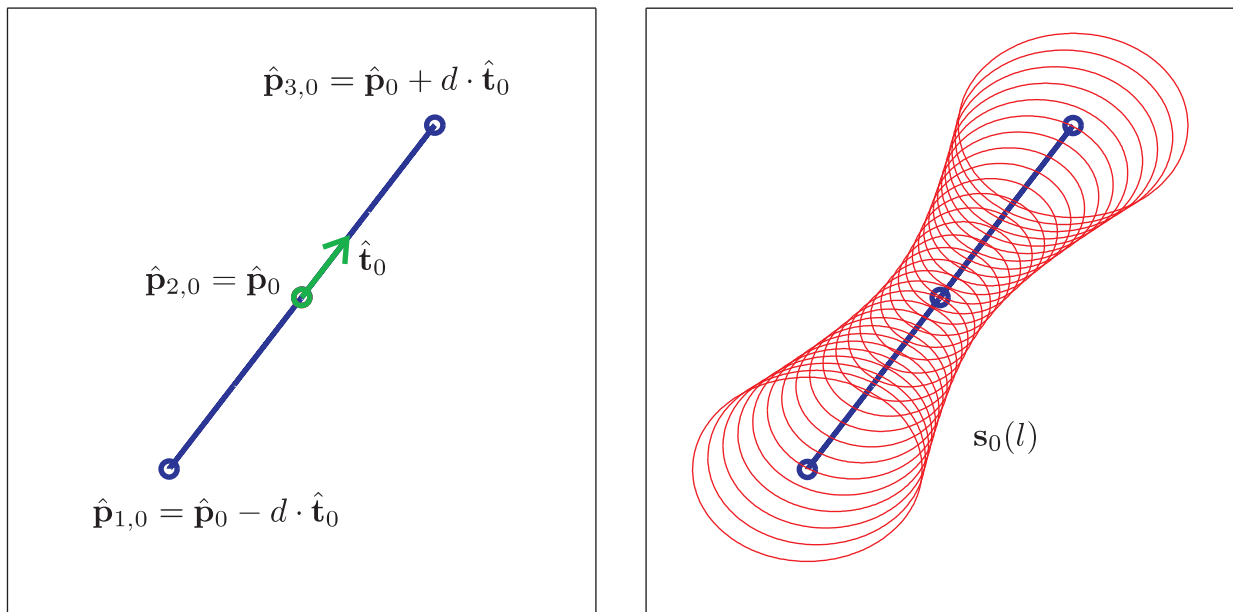 p̂₃,₀ = p̂₀ + d · t̂₀
t̂₀
p̂₂,₀ = p̂₀
s₀(l)
p̂₁,₀ = p̂₀ − d · t̂₀